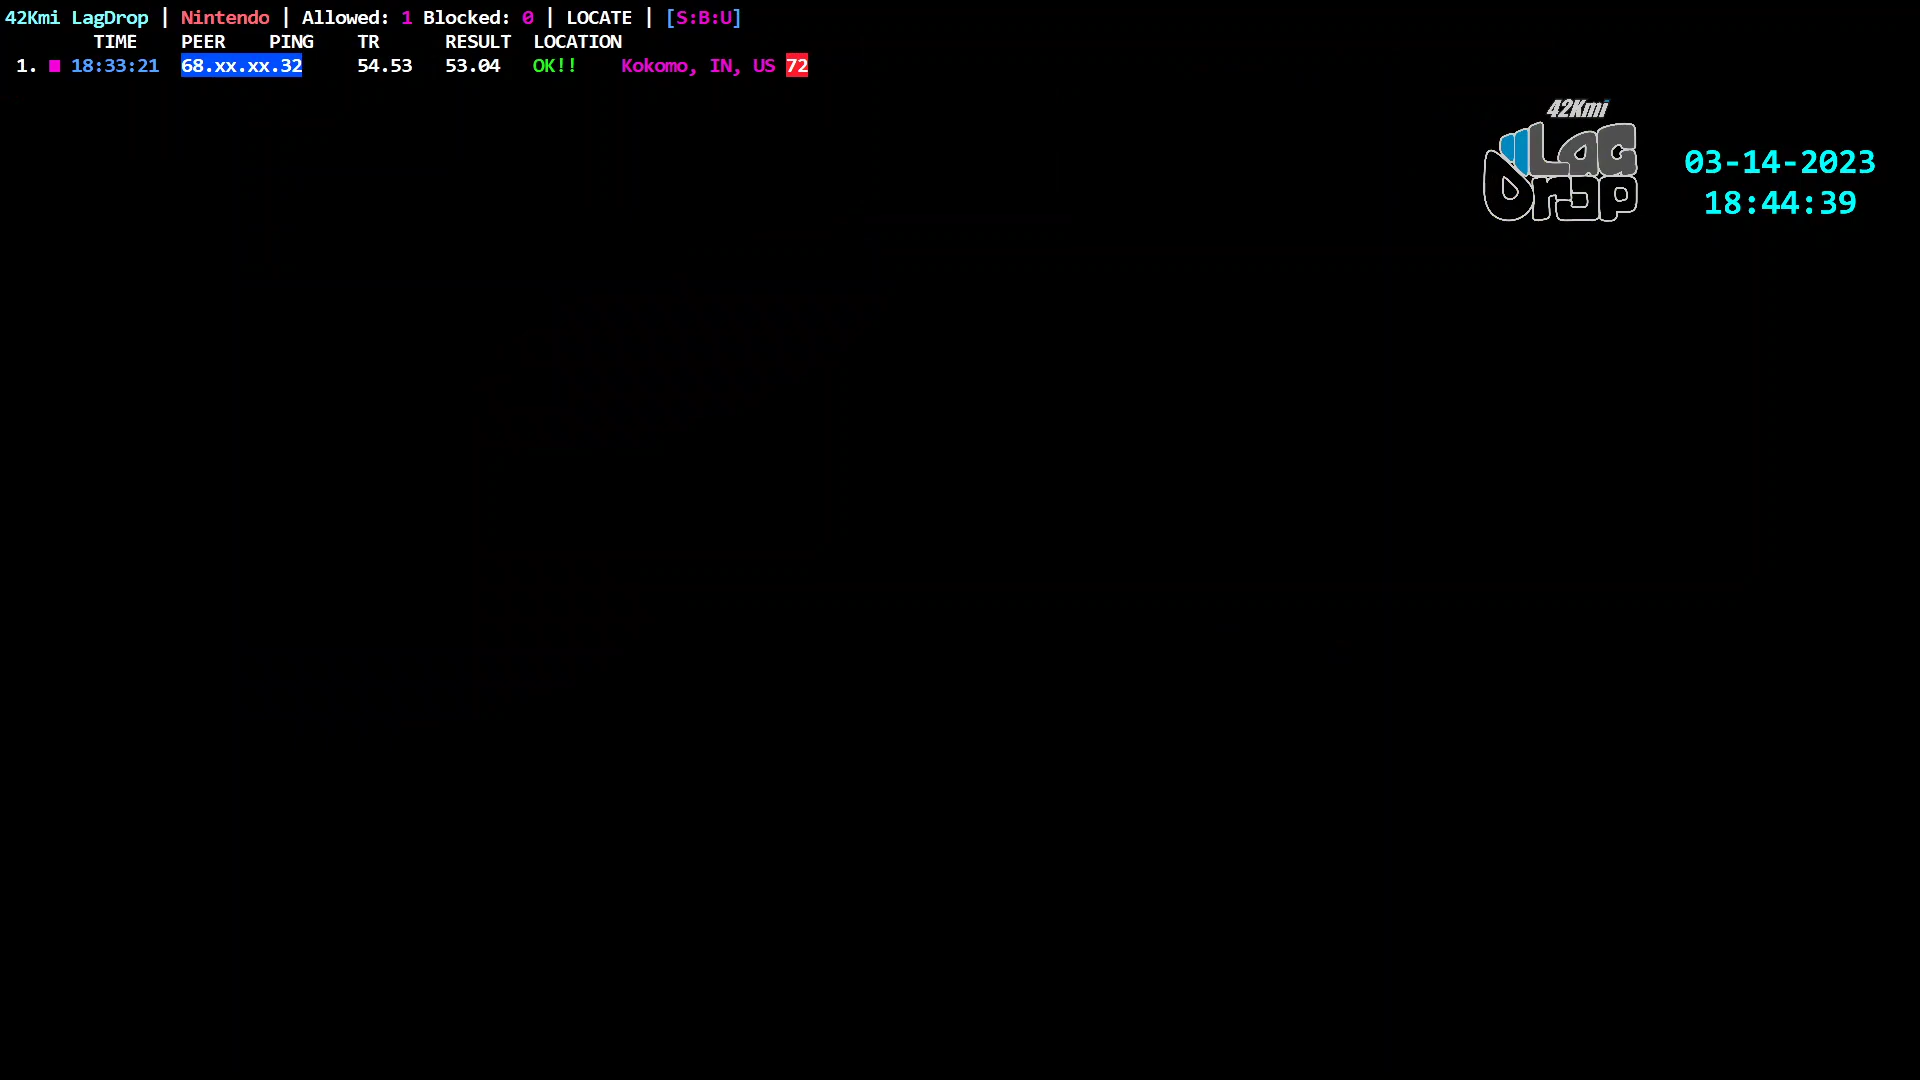 42Kmi LagDrop | Nintendo | Allowed: 1 Blocked: 0 | LOCATE | [S:B:U]
TIME PEER PING TR RESULT LOCATION
1. 18:33:21 68.xx.xx.32 54.53 53.04 OK!! Kokomo, IN, US 72
42Kmi
Lag
Drop
03-14-2023
18:44:39